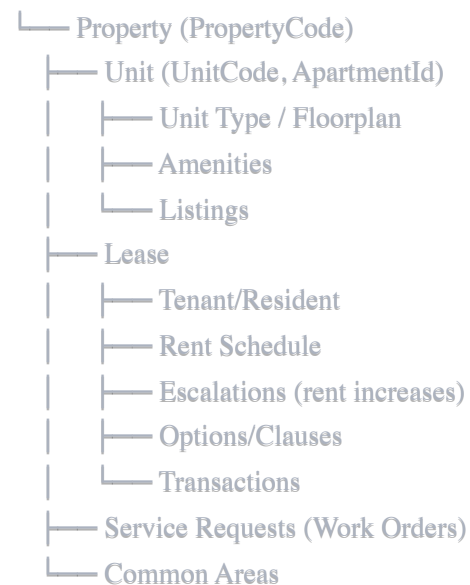 └── Property (PropertyCode)
├── Unit (UnitCode, ApartmentId)
│ ├── Unit Type / Floorplan
│ ├── Amenities
│ └── Listings
├── Lease
│ ├── Tenant/Resident
│ ├── Rent Schedule
│ ├── Escalations (rent increases)
│ ├── Options/Clauses
│ └── Transactions
├── Service Requests (Work Orders)
└── Common Areas